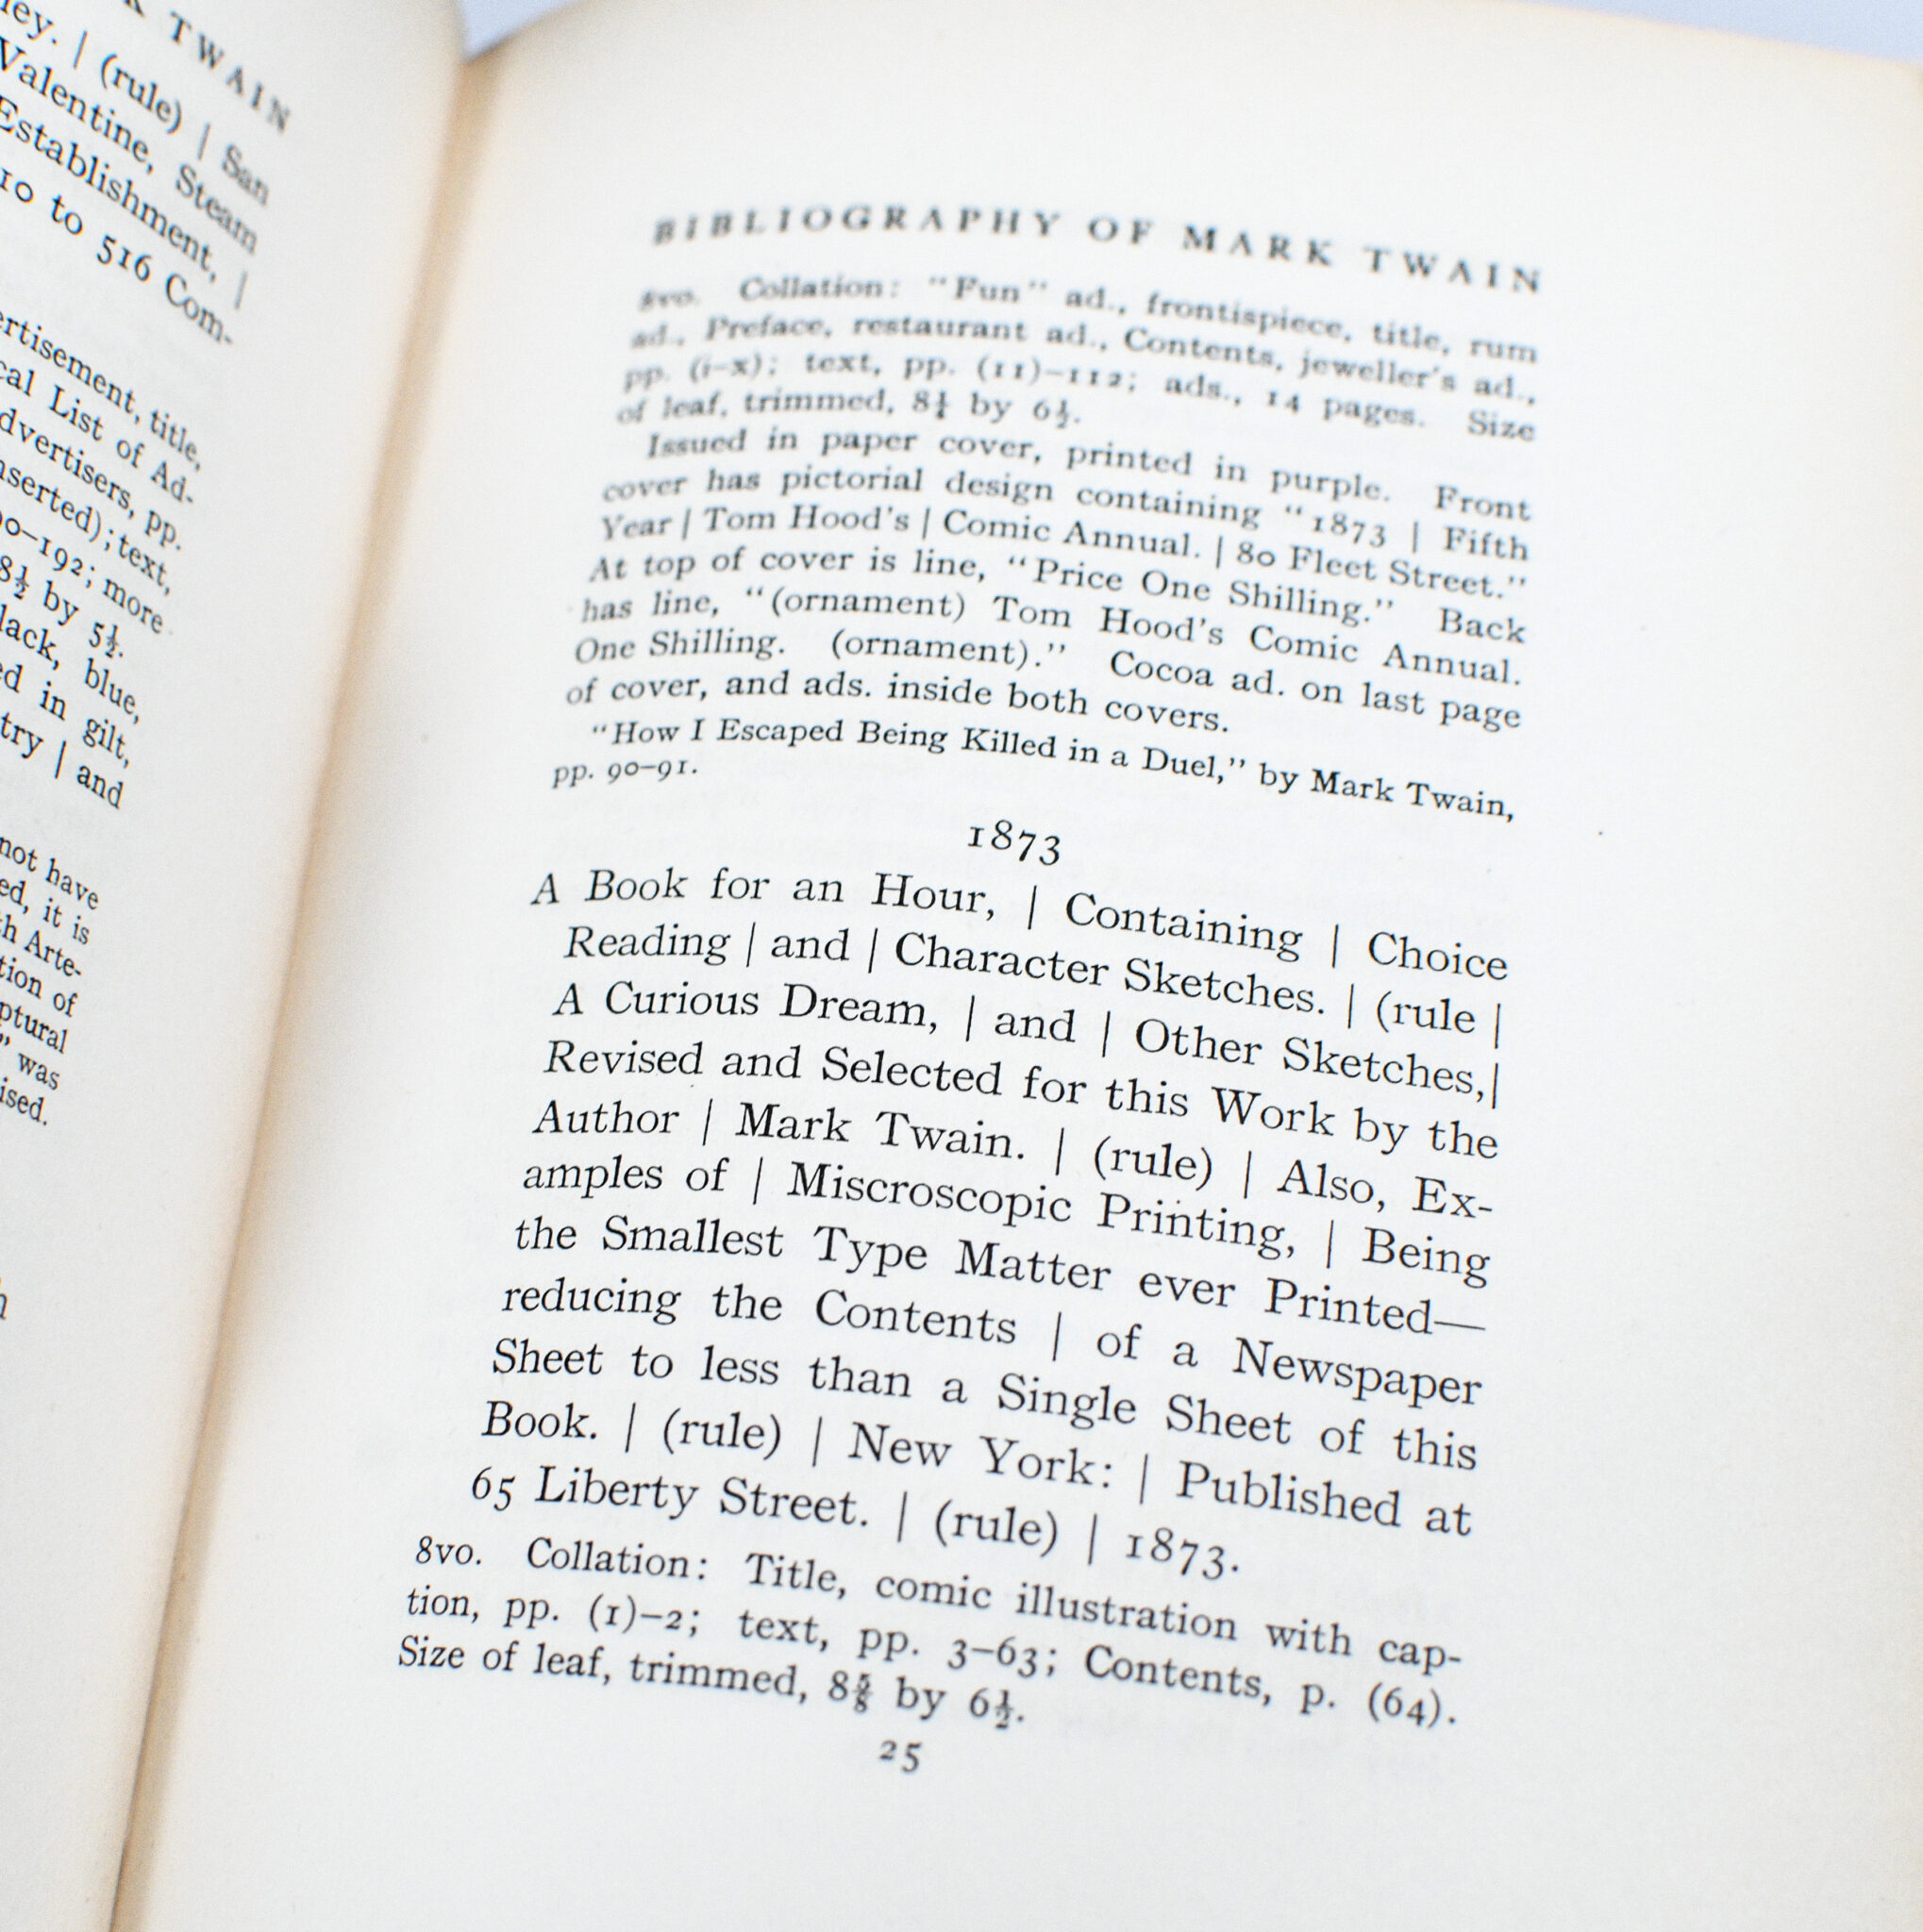 K TWAIN
ley. | (rule) | San
Valentine, Steam
Establishment, |
10 to 516 Com-
ertisement, title,
cal List of Ad-
dvertisers, pp.
nserted); text,
00–192; more
8½ by 5½.
lack, blue,
ed in gilt,
try | and
not have
ed, it is
th Arte-
tion of
ptural
” was
ised.
BIBLIOGRAPHY OF MARK TWAIN
8vo. Collation: “Fun” ad., frontispiece, title, rum
ad., Preface, restaurant ad., Contents, jeweller's ad.,
pp. (i–x); text, pp. (11)–112; ads., 14 pages. Size
of leaf, trimmed, 8¼ by 6½.
Issued in paper cover, printed in purple. Front
cover has pictorial design containing “1873 | Fifth
Year | Tom Hood's | Comic Annual. | 80 Fleet Street.”
At top of cover is line, “Price One Shilling.” Back
has line, “(ornament) Tom Hood's Comic Annual.
One Shilling. (ornament).” Cocoa ad. on last page
of cover, and ads. inside both covers.
“How I Escaped Being Killed in a Duel,” by Mark Twain,
pp. 90–91.
1873
A Book for an Hour, | Containing | Choice
Reading | and | Character Sketches. | (rule |
A Curious Dream, | and | Other Sketches,|
Revised and Selected for this Work by the
Author | Mark Twain. | (rule) | Also, Ex-
amples of | Miscroscopic Printing, | Being
the Smallest Type Matter ever Printed—
reducing the Contents | of a Newspaper
Sheet to less than a Single Sheet of this
Book. | (rule) | New York: | Published at
65 Liberty Street. | (rule) | 1873.
8vo. Collation: Title, comic illustration with cap-
tion, pp. (1)–2; text, pp. 3–63; Contents, p. (64).
Size of leaf, trimmed, 8⅝ by 6½.
25